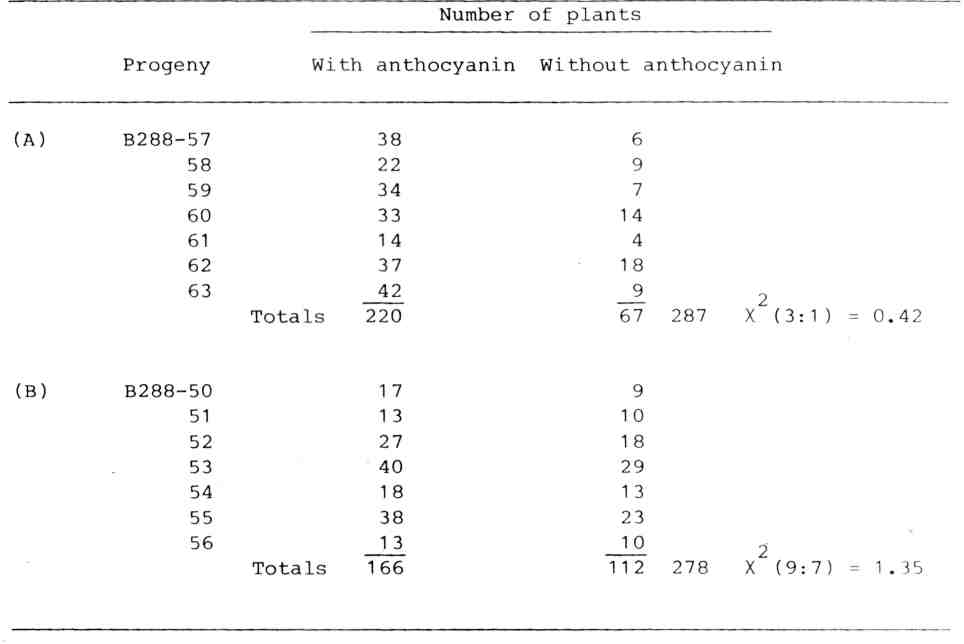 Number of plants
Progeny With anthocyanin Without anthocyanin
(A) B288-57 38 6
58 22 9
59 34 7
60 33 14
61 14 4
62 37 18
63 42 9
Totals 220 67 287 X²(3:1) = 0.42
(B) B288-50 17 9
51 13 10
52 27 18
53 40 29
54 18 13
55 38 23
56 13 10
Totals 166 112 278 X²(9:7) = 1.35